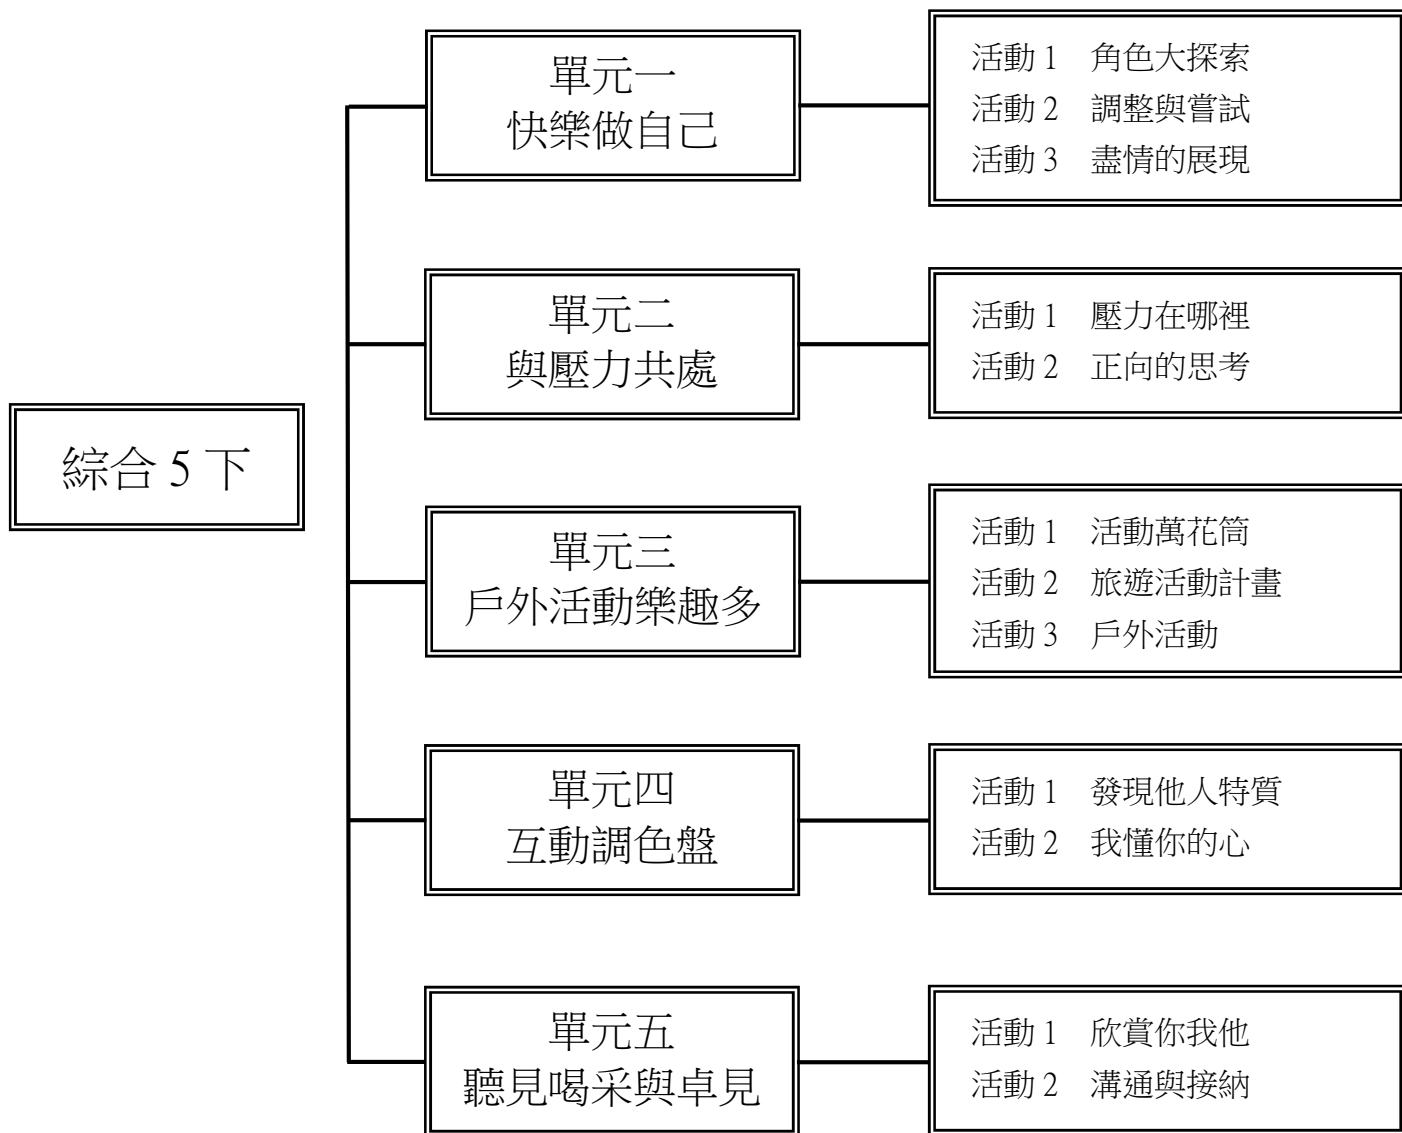 綜合 5 下
單元一
快樂做自己
活動 1　角色大探索
活動 2　調整與嘗試
活動 3　盡情的展現
單元二
與壓力共處
活動 1　壓力在哪裡
活動 2　正向的思考
單元三
戶外活動樂趣多
活動 1　活動萬花筒
活動 2　旅遊活動計畫
活動 3　戶外活動
單元四
互動調色盤
活動 1　發現他人特質
活動 2　我懂你的心
單元五
聽見喝采與卓見
活動 1　欣賞你我他
活動 2　溝通與接納